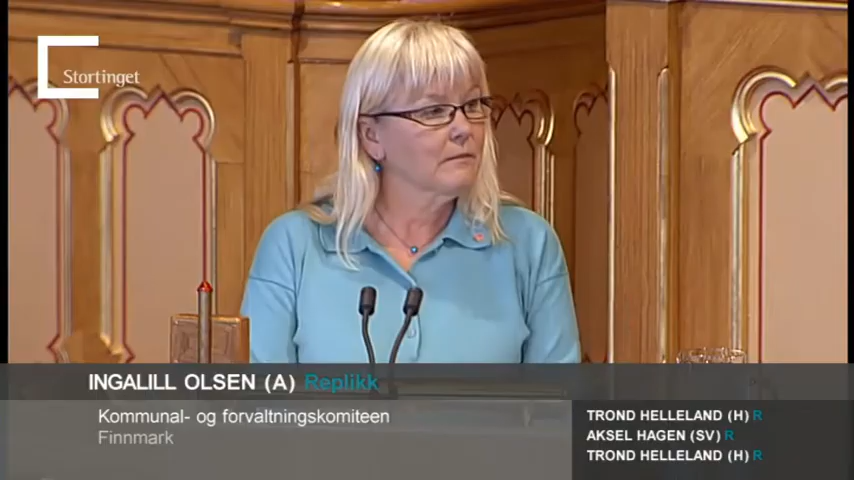 Stortinget
INGALILL OLSEN (A) Replikk
Kommunal- og forvaltningskomiteen
Finnmark
TROND HELLELAND (H) R
AKSEL HAGEN (SV) R
TROND HELLELAND (H) R